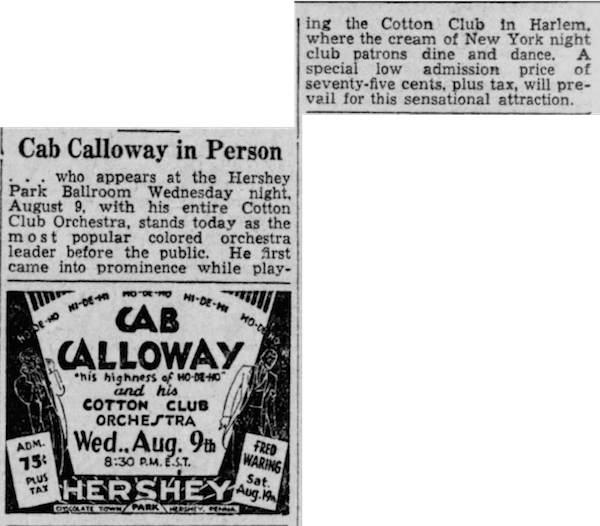 Cab Calloway in Person
. . . who appears at the Hershey
Park Ballroom Wednesday night,
August 9, with his entire Cotton
Club Orchestra, stands today as the
most popular colored orchestra
leader before the public. He first
came into prominence while play-
ing the Cotton Club in Harlem,
where the cream of New York night
club patrons dine and dance. A
special low admission price of
seventy-five cents, plus tax, will pre-
vail for this sensational attraction.
HO-DE-HO
HI-DE-HI
HO-DE-HO
HI-DE-HI
HO-DE-HO
CAB
CALLOWAY
"his highness of HO-DE-HO"
and his
COTTON CLUB
ORCHESTRA
Wed., Aug. 9th
8:30 P.M. E.S.T.
ADM.
75¢
PLUS
TAX
FRED
WARING
Sat.
Aug. 19th
HERSHEY
CHOCOLATE TOWN PARK HERSHEY, PENNA.